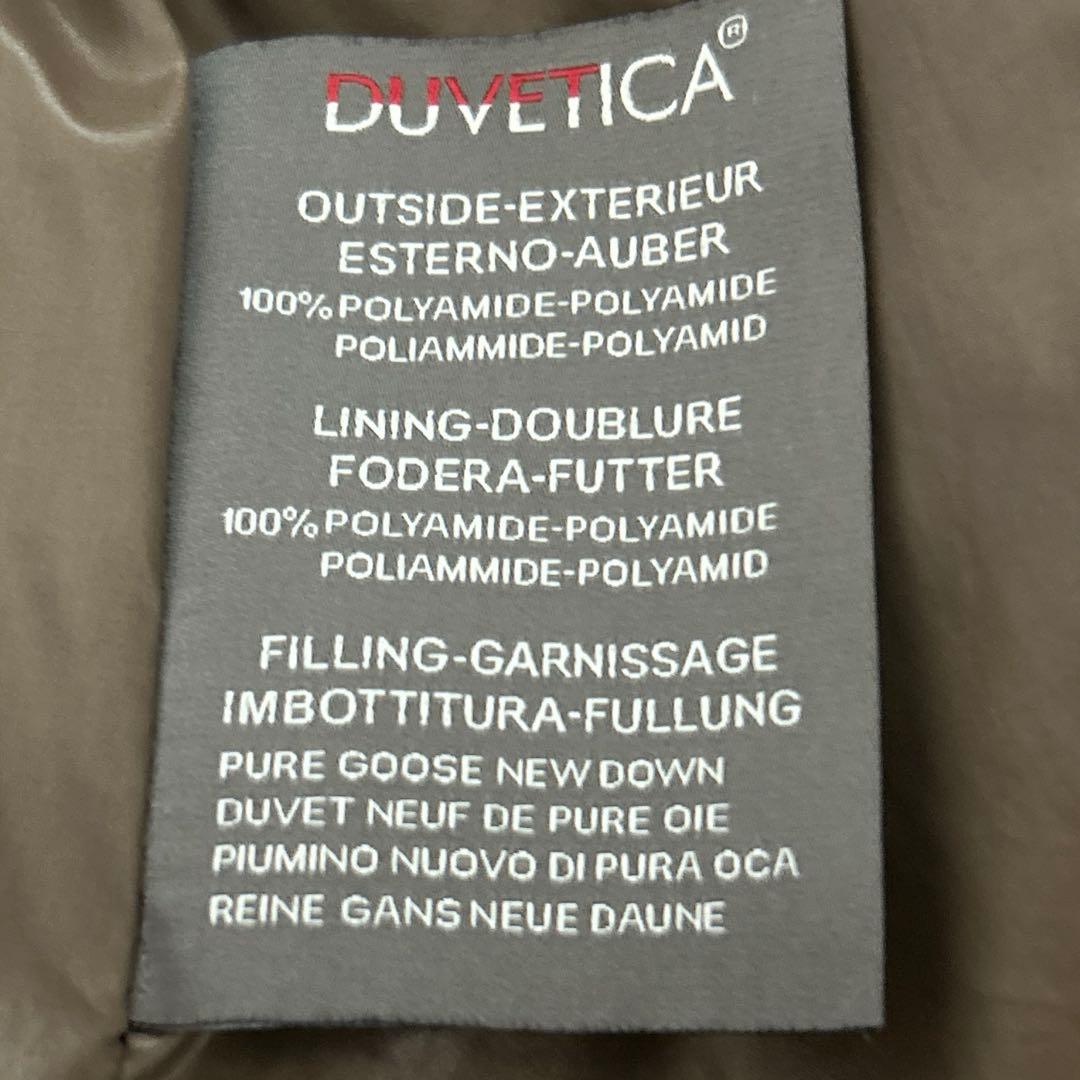 DUVETICA®
OUTSIDE-EXTERIEUR
ESTERNO-AUBER
100% POLYAMIDE-POLYAMIDE
POLIAMMIDE-POLYAMID
LINING-DOUBLURE
FODERA-FUTTER
100% POLYAMIDE-POLYAMIDE
POLIAMMIDE-POLYAMID
FILLING-GARNISSAGE
IMBOTTITURA-FULLUNG
PURE GOOSE NEW DOWN
DUVET NEUF DE PURE OIE
PIUMINO NUOVO DI PURA OCA
REINE GANS NEUE DAUNE